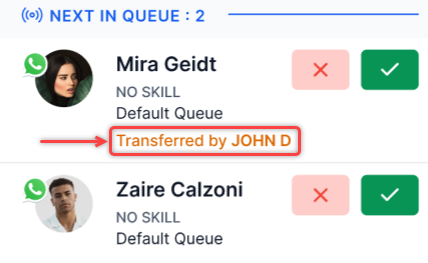 NEXT IN QUEUE : 2
Mira Geidt
NO SKILL
Default Queue
Transferred by JOHN D
Zaire Calzoni
NO SKILL
Default Queue